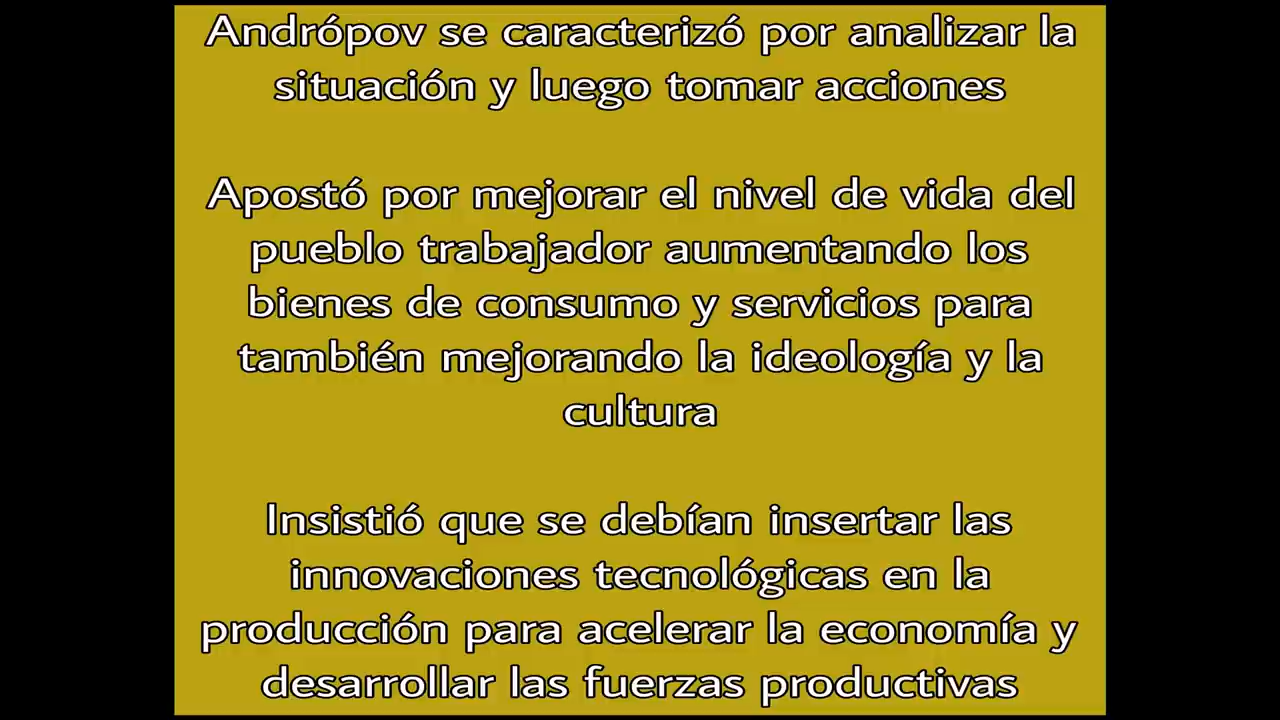 Andrópov se caracterizó por analizar la
situación y luego tomar acciones
Apostó por mejorar el nivel de vida del
pueblo trabajador aumentando los
bienes de consumo y servicios para
también mejorando la ideología y la
cultura
Insistió que se debían insertar las
innovaciones tecnológicas en la
producción para acelerar la economía y
desarrollar las fuerzas productivas